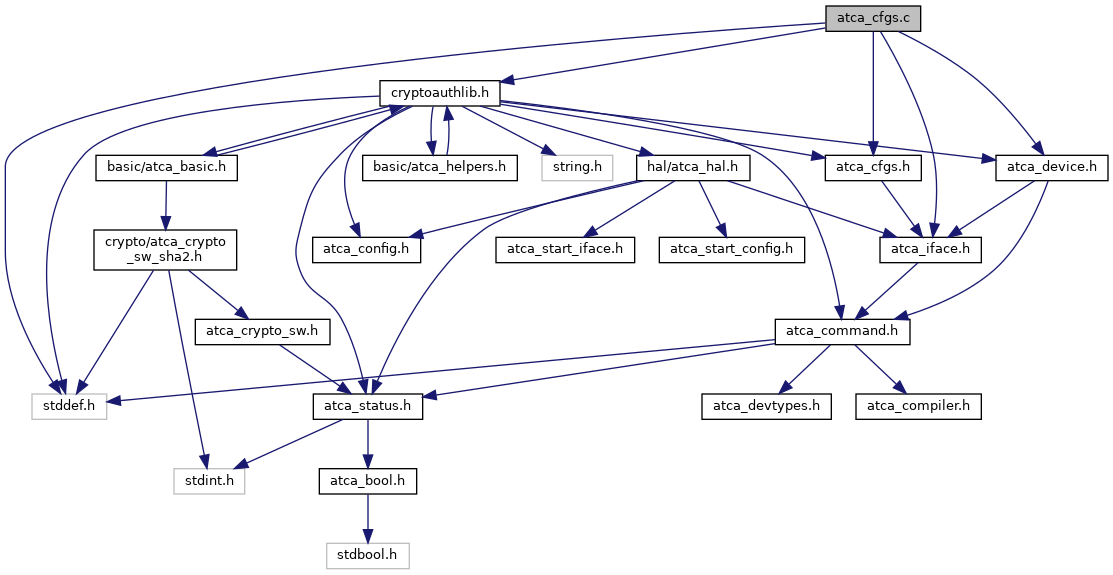 atca_cfgs.c
cryptoauthlib.h
basic/atca_basic.h
basic/atca_helpers.h
string.h
hal/atca_hal.h
atca_cfgs.h
atca_device.h
crypto/atca_crypto
_sw_sha2.h
atca_config.h
atca_start_iface.h
atca_start_config.h
atca_iface.h
atca_crypto_sw.h
atca_command.h
stddef.h
atca_status.h
atca_devtypes.h
atca_compiler.h
stdint.h
atca_bool.h
stdbool.h